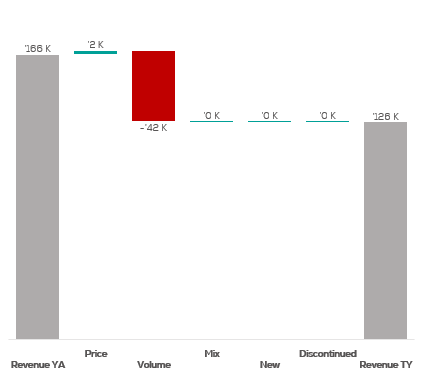 '166 K
'2 K
-'42 K
'0 K
'0 K
'0 K
'126 K
Revenue YA
Price
Volume
Mix
New
Discontinued
Revenue TY